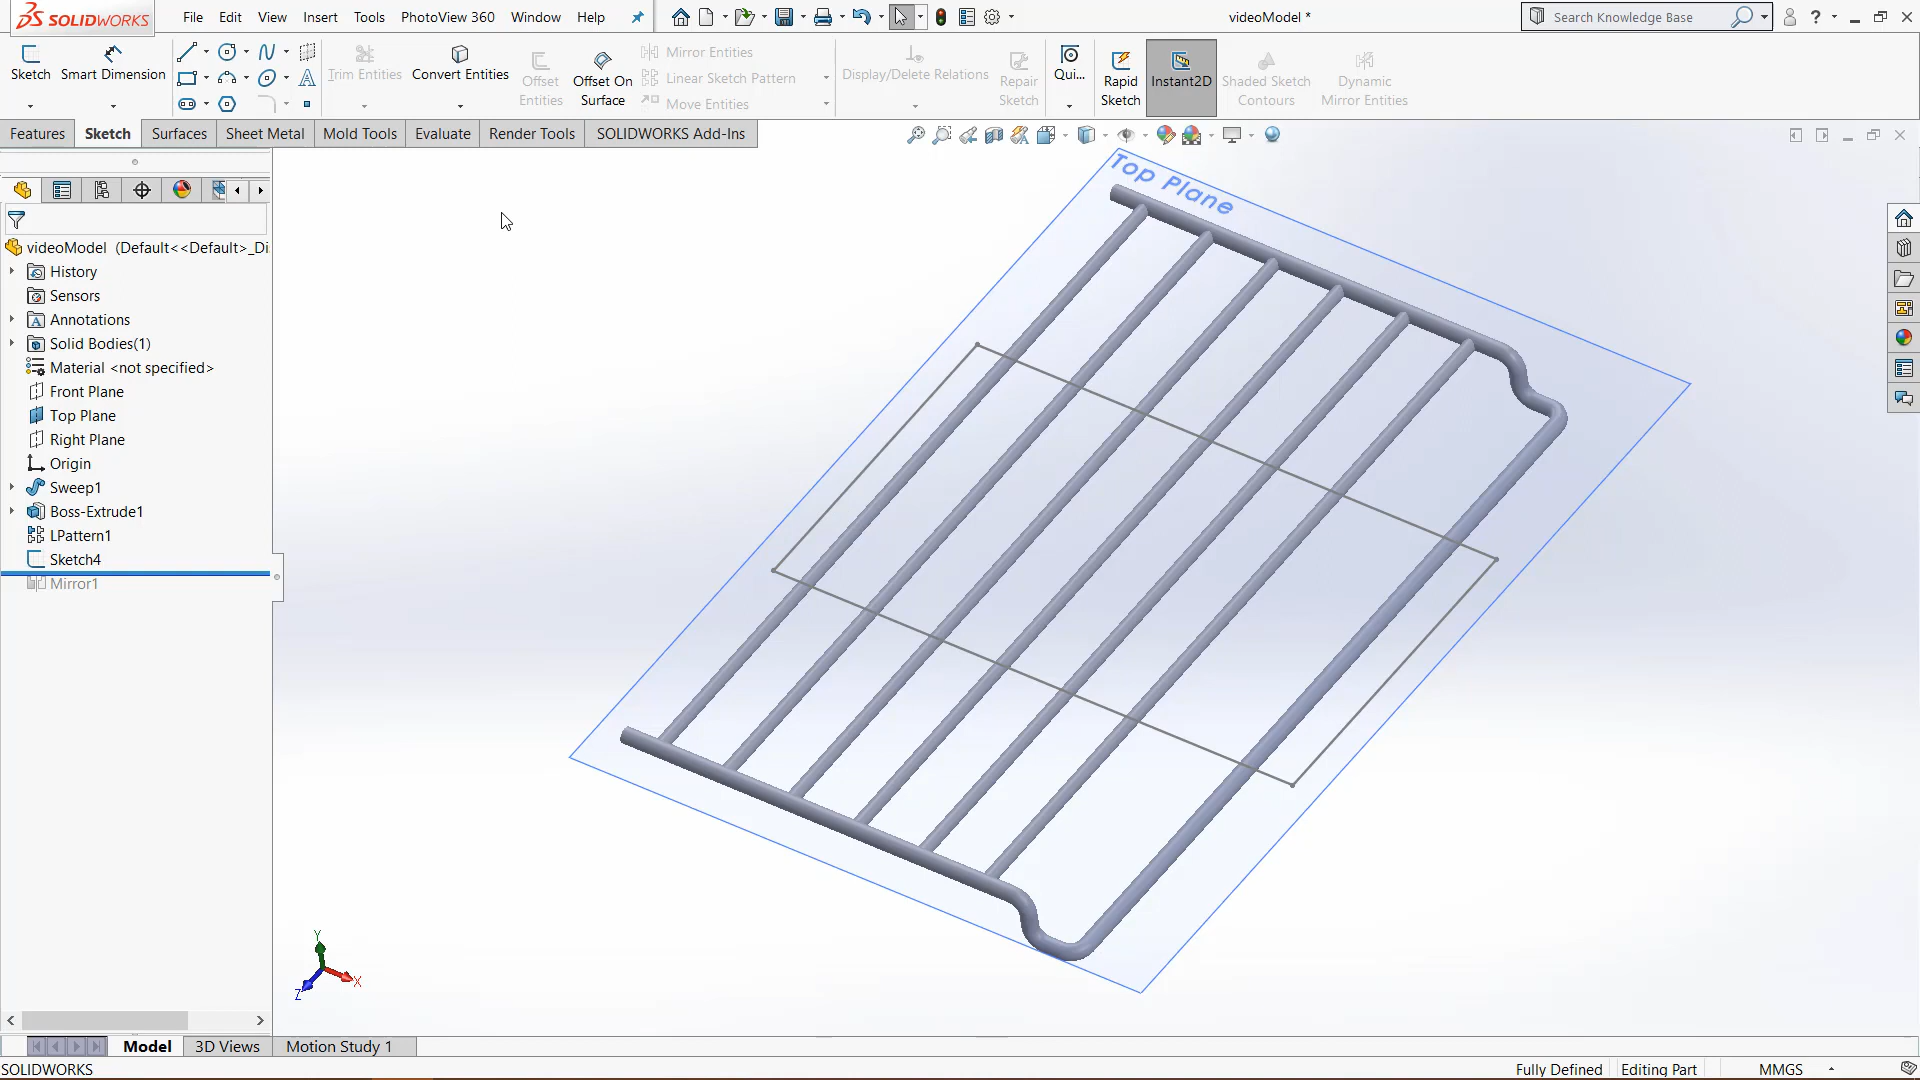 SOLIDWORKS
File Edit View Insert Tools PhotoView 360 Window Help
videoModel *
Search Knowledge Base
Sketch
Smart Dimension
Trim Entities
Convert Entities
Offset Entities
Offset On Surface
Mirror Entities
Linear Sketch Pattern
Move Entities
Display/Delete Relations
Repair Sketch
Qui...
Rapid Sketch
Instant2D
Shaded Sketch Contours
Dynamic Mirror Entities
Features Sketch Surfaces Sheet Metal Mold Tools Evaluate Render Tools SOLIDWORKS Add-Ins
Top Plane
videoModel (Default<<Default>_Di
History
Sensors
Annotations
Solid Bodies(1)
Material <not specified>
Front Plane
Top Plane
Right Plane
Origin
Sweep1
Boss-Extrude1
LPattern1
Sketch4
Mirror1
Y
X
Z
Model 3D Views Motion Study 1
SOLIDWORKS
Fully Defined Editing Part MMGS